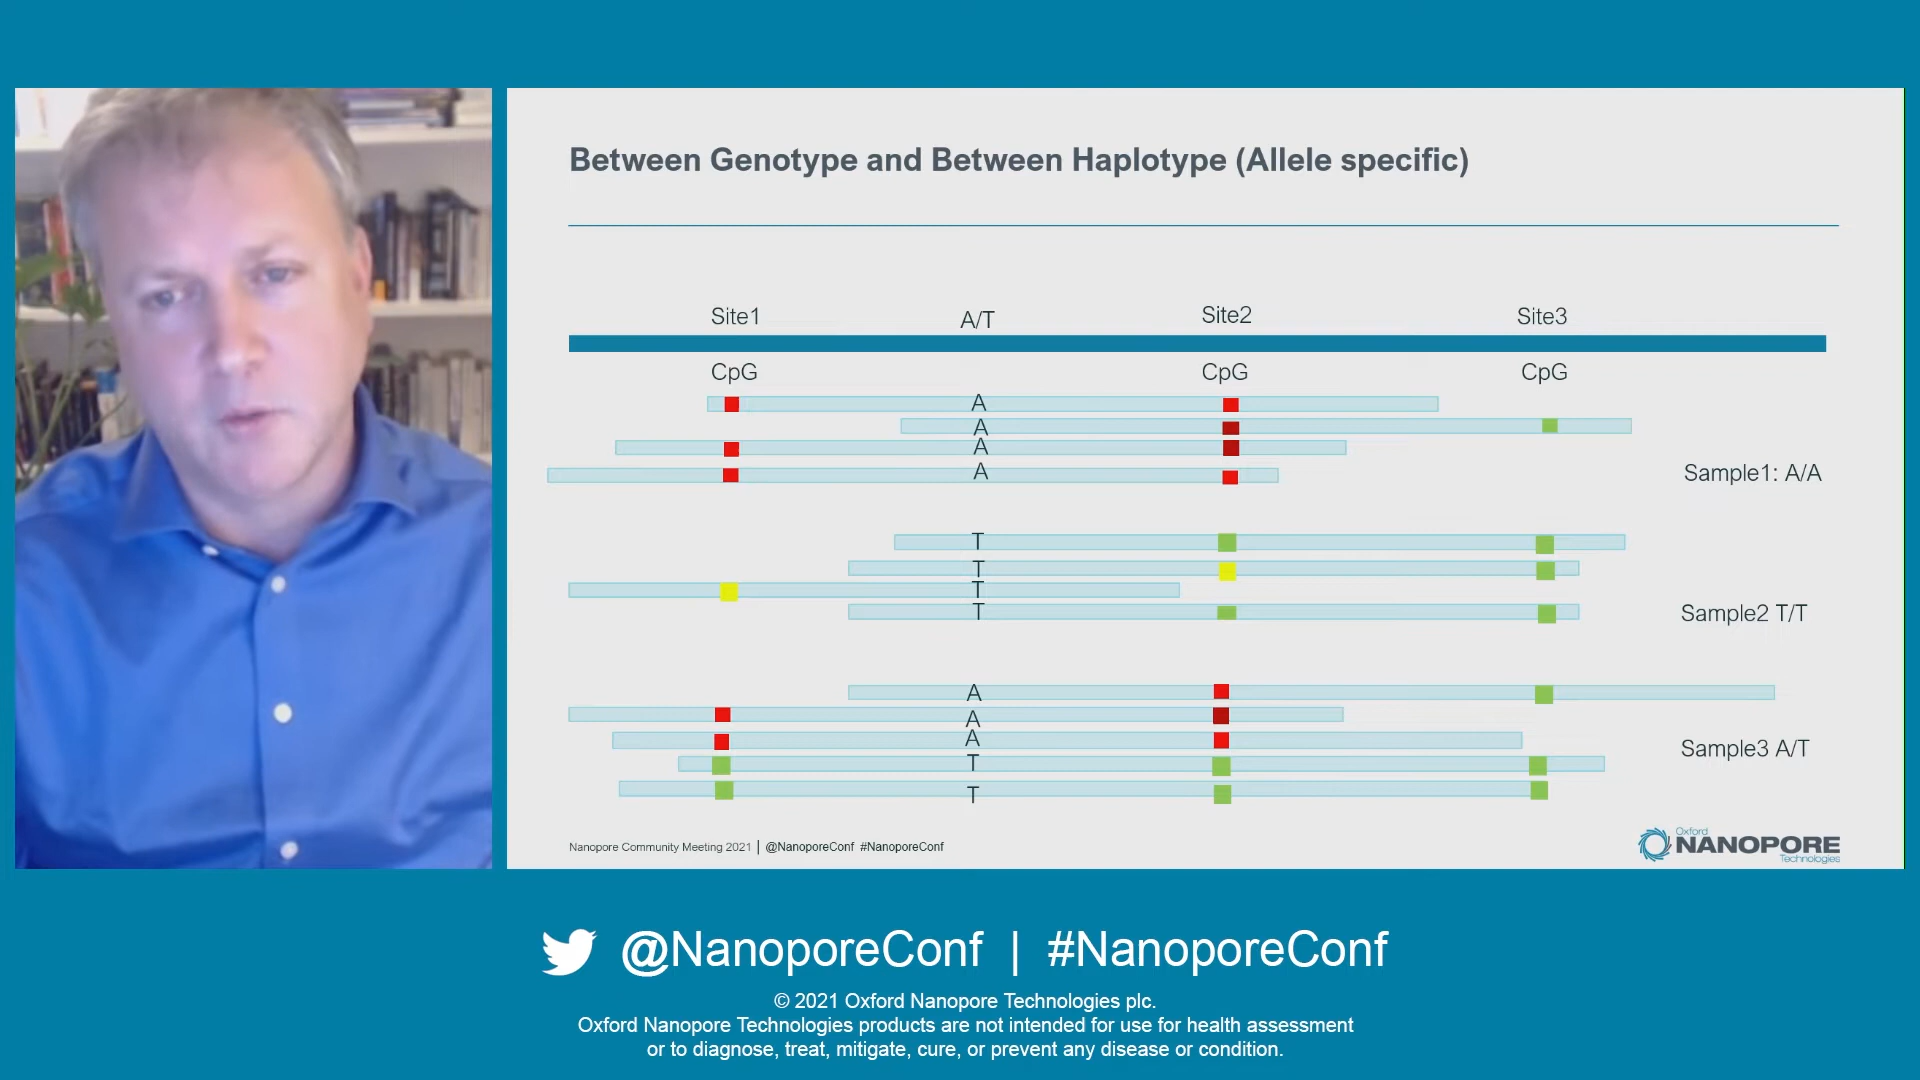 Between Genotype and Between Haplotype (Allele specific)
Site1 A/T Site2 Site3
CpG CpG CpG
A
A
A
A
Sample1: A/A
T
T
T
T
Sample2 T/T
A
A
A
Sample3 A/T
T
T
Nanopore Community Meeting 2021 | @NanoporeConf #NanoporeConf
Oxford
NANOPORE
Technologies
@NanoporeConf | #NanoporeConf
© 2021 Oxford Nanopore Technologies plc.
Oxford Nanopore Technologies products are not intended for use for health assessment
or to diagnose, treat, mitigate, cure, or prevent any disease or condition.